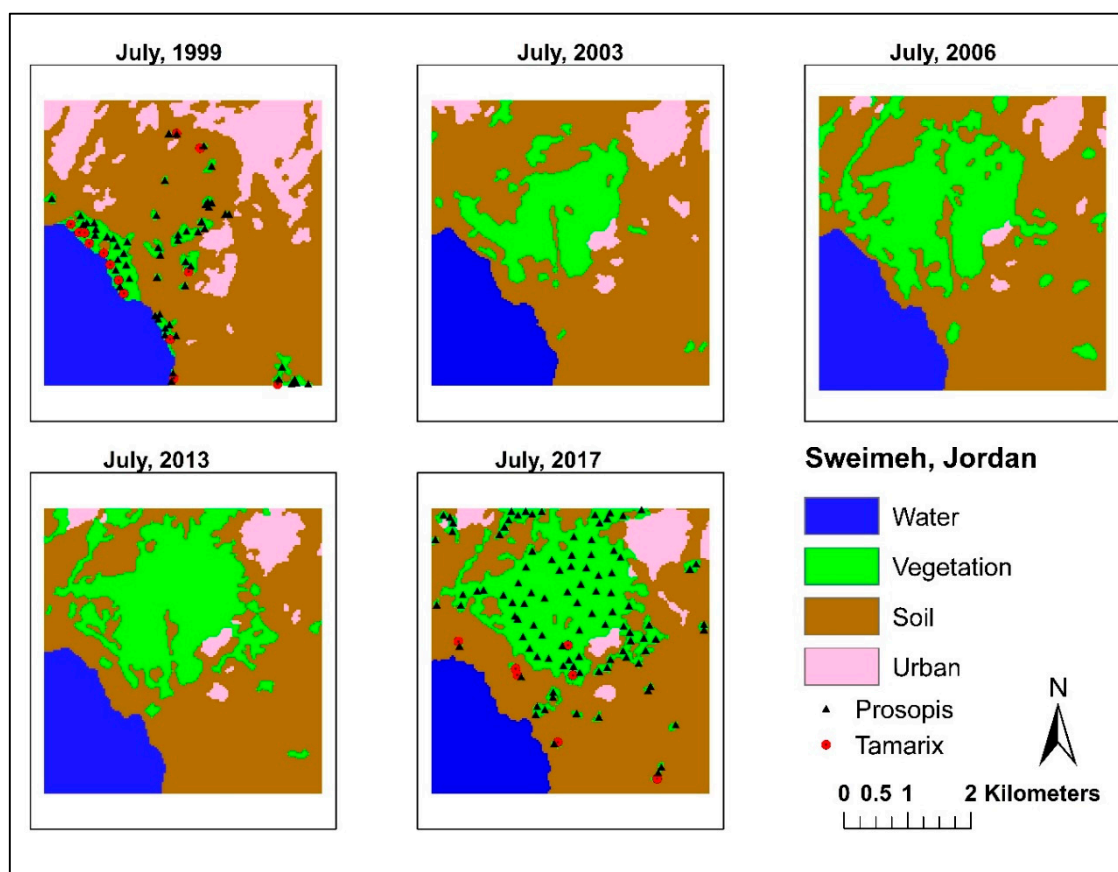 July, 1999
July, 2003
July, 2006
July, 2013
July, 2017
Sweimeh, Jordan
Water
Vegetation
Soil
Urban
Prosopis
Tamarix
N
0 0.5 1 2 Kilometers